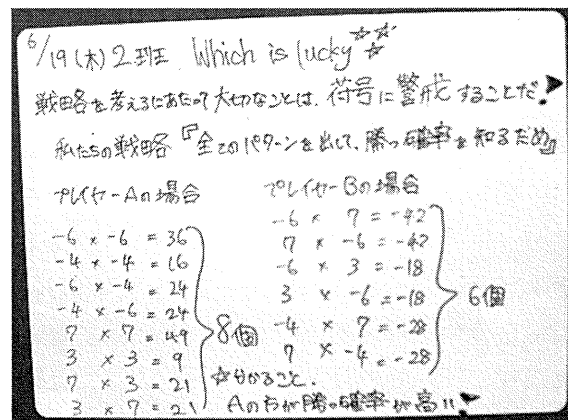 6/19(木) 2班 Which is lucky☆☆☆
戦略を考えるにあたって大切なことは、符号に警戒することだ!
私たちの戦略『全てのパターンを出して、勝つ確率を知るだめ』
プレイヤーAの場合
-6 × -6 = 36
-4 × -4 = 16
-6 × -4 = 24
-4 × -6 = 24
7 × 7 = 49
3 × 3 = 9
7 × 3 = 21
3 × 7 = 21
8個
プレイヤーBの場合
-6 × 7 = -42
7 × -6 = -42
-6 × 3 = -18
3 × -6 = -18
-4 × 7 = -28
7 × -4 = -28
6個
☆分かること.
Aの方が勝つ確率が高い!